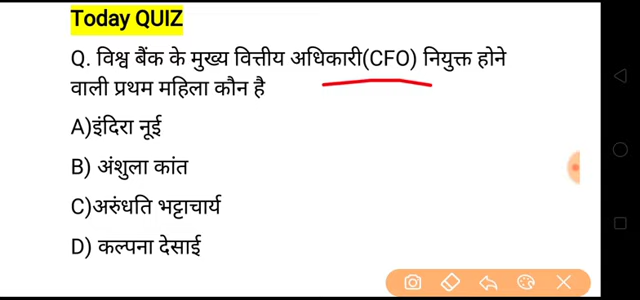 Today QUIZ
Q. विश्व बैंक के मुख्य वित्तीय अधिकारी(CFO) नियुक्त होने
वाली प्रथम महिला कौन है
A)इंदिरा नूई
B) अंशुला कांत
C)अरुंधति भट्टाचार्य
D) कल्पना देसाई